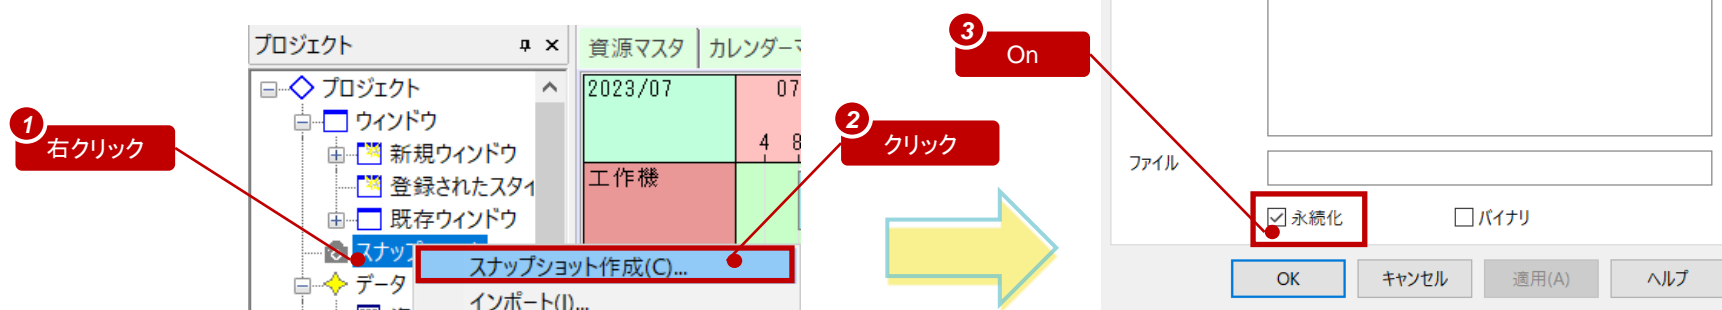 1
右クリック
プロジェクト
プロジェクト
ウィンドウ
新規ウィンドウ
登録されたスタイ
既存ウィンドウ
スナップ
データ
資源マスタ
カレンダーマ
2023/07
07
4 8
工作機
スナップショット作成(C)...
インポート(I)...
2
クリック
3
On
ファイル
永続化
バイナリ
OK
キャンセル
適用(A)
ヘルプ